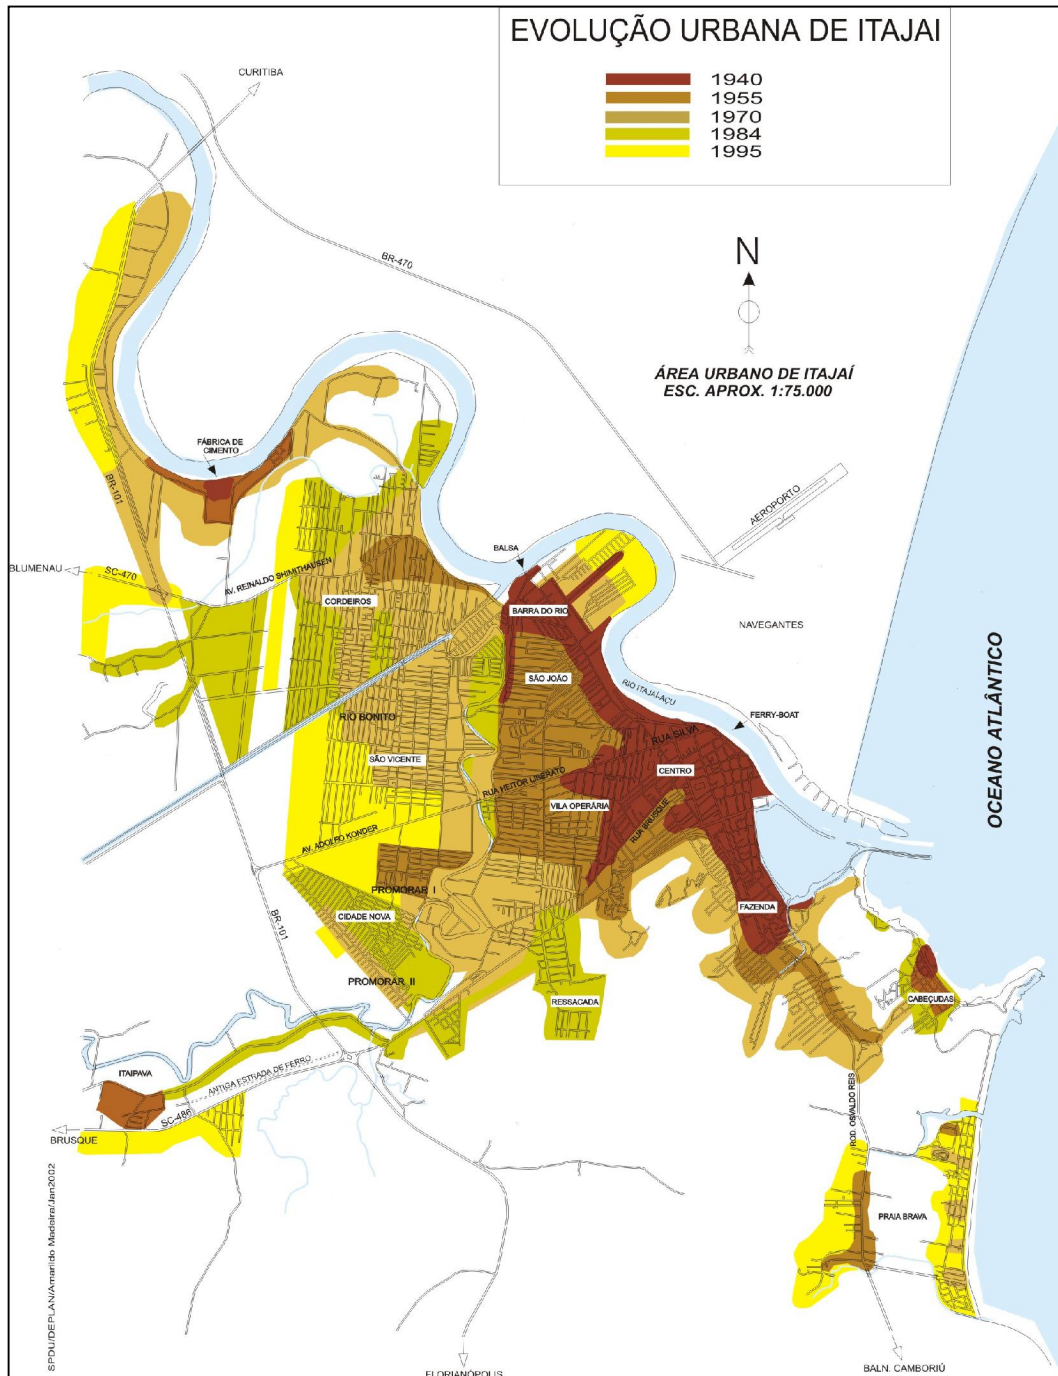 EVOLUÇÃO URBANA DE ITAJAI
1940
1955
1970
1984
1995
CURITIBA
BR-470
N
ÁREA URBANO DE ITAJAÍ
ESC. APROX. 1:75.000
FÁBRICA DE
CIMENTO
BR-101
AEROPORTO
BALSA
BLUMENAU
SC-470
AV. REINALDO SHIMITHAUSEN
CORDEIROS
BARRA DO RIO
NAVEGANTES
SÃO JOÃO
RIO ITAJAÍ-AÇU
OCEANO ATLÂNTICO
RIO BONITO
FERRY-BOAT
RUA SILVA
SÃO VICENTE
CENTRO
RUA HEITOR LIBERATO
VILA OPERÁRIA
RUA BRUSQUE
AV. ADOLFO KONDER
PROMORAR I
CIDADE NOVA
FAZENDA
BR-101
PROMORAR II
RESSACADA
CABEÇUDAS
ITAIPAVA
ANTIGA ESTRADA DE FERRO
SC-486
BRUSQUE
ROD. OSVALDO REIS
PRAIA BRAVA
SPDU/DEPLAN/Amarildo Madeira/Jan2002
FLORIANÓPOLIS
BALN. CAMBORIÚ